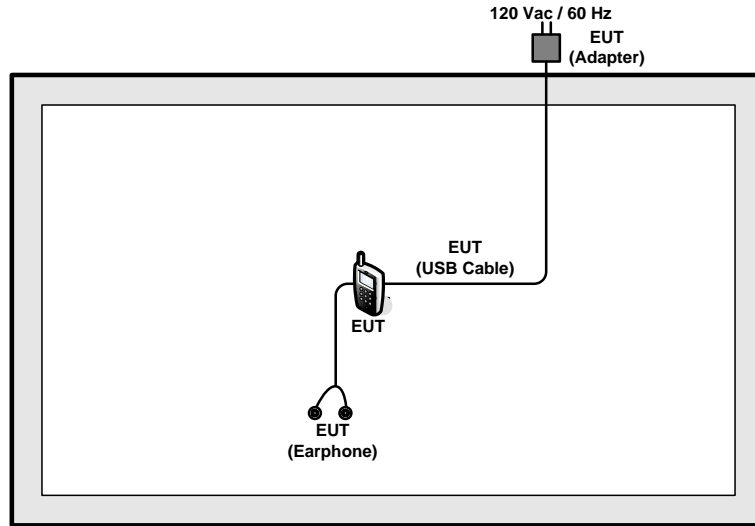 120 Vac / 60 Hz
EUT
(Adapter)
EUT
(USB Cable)
EUT
EUT
(Earphone)